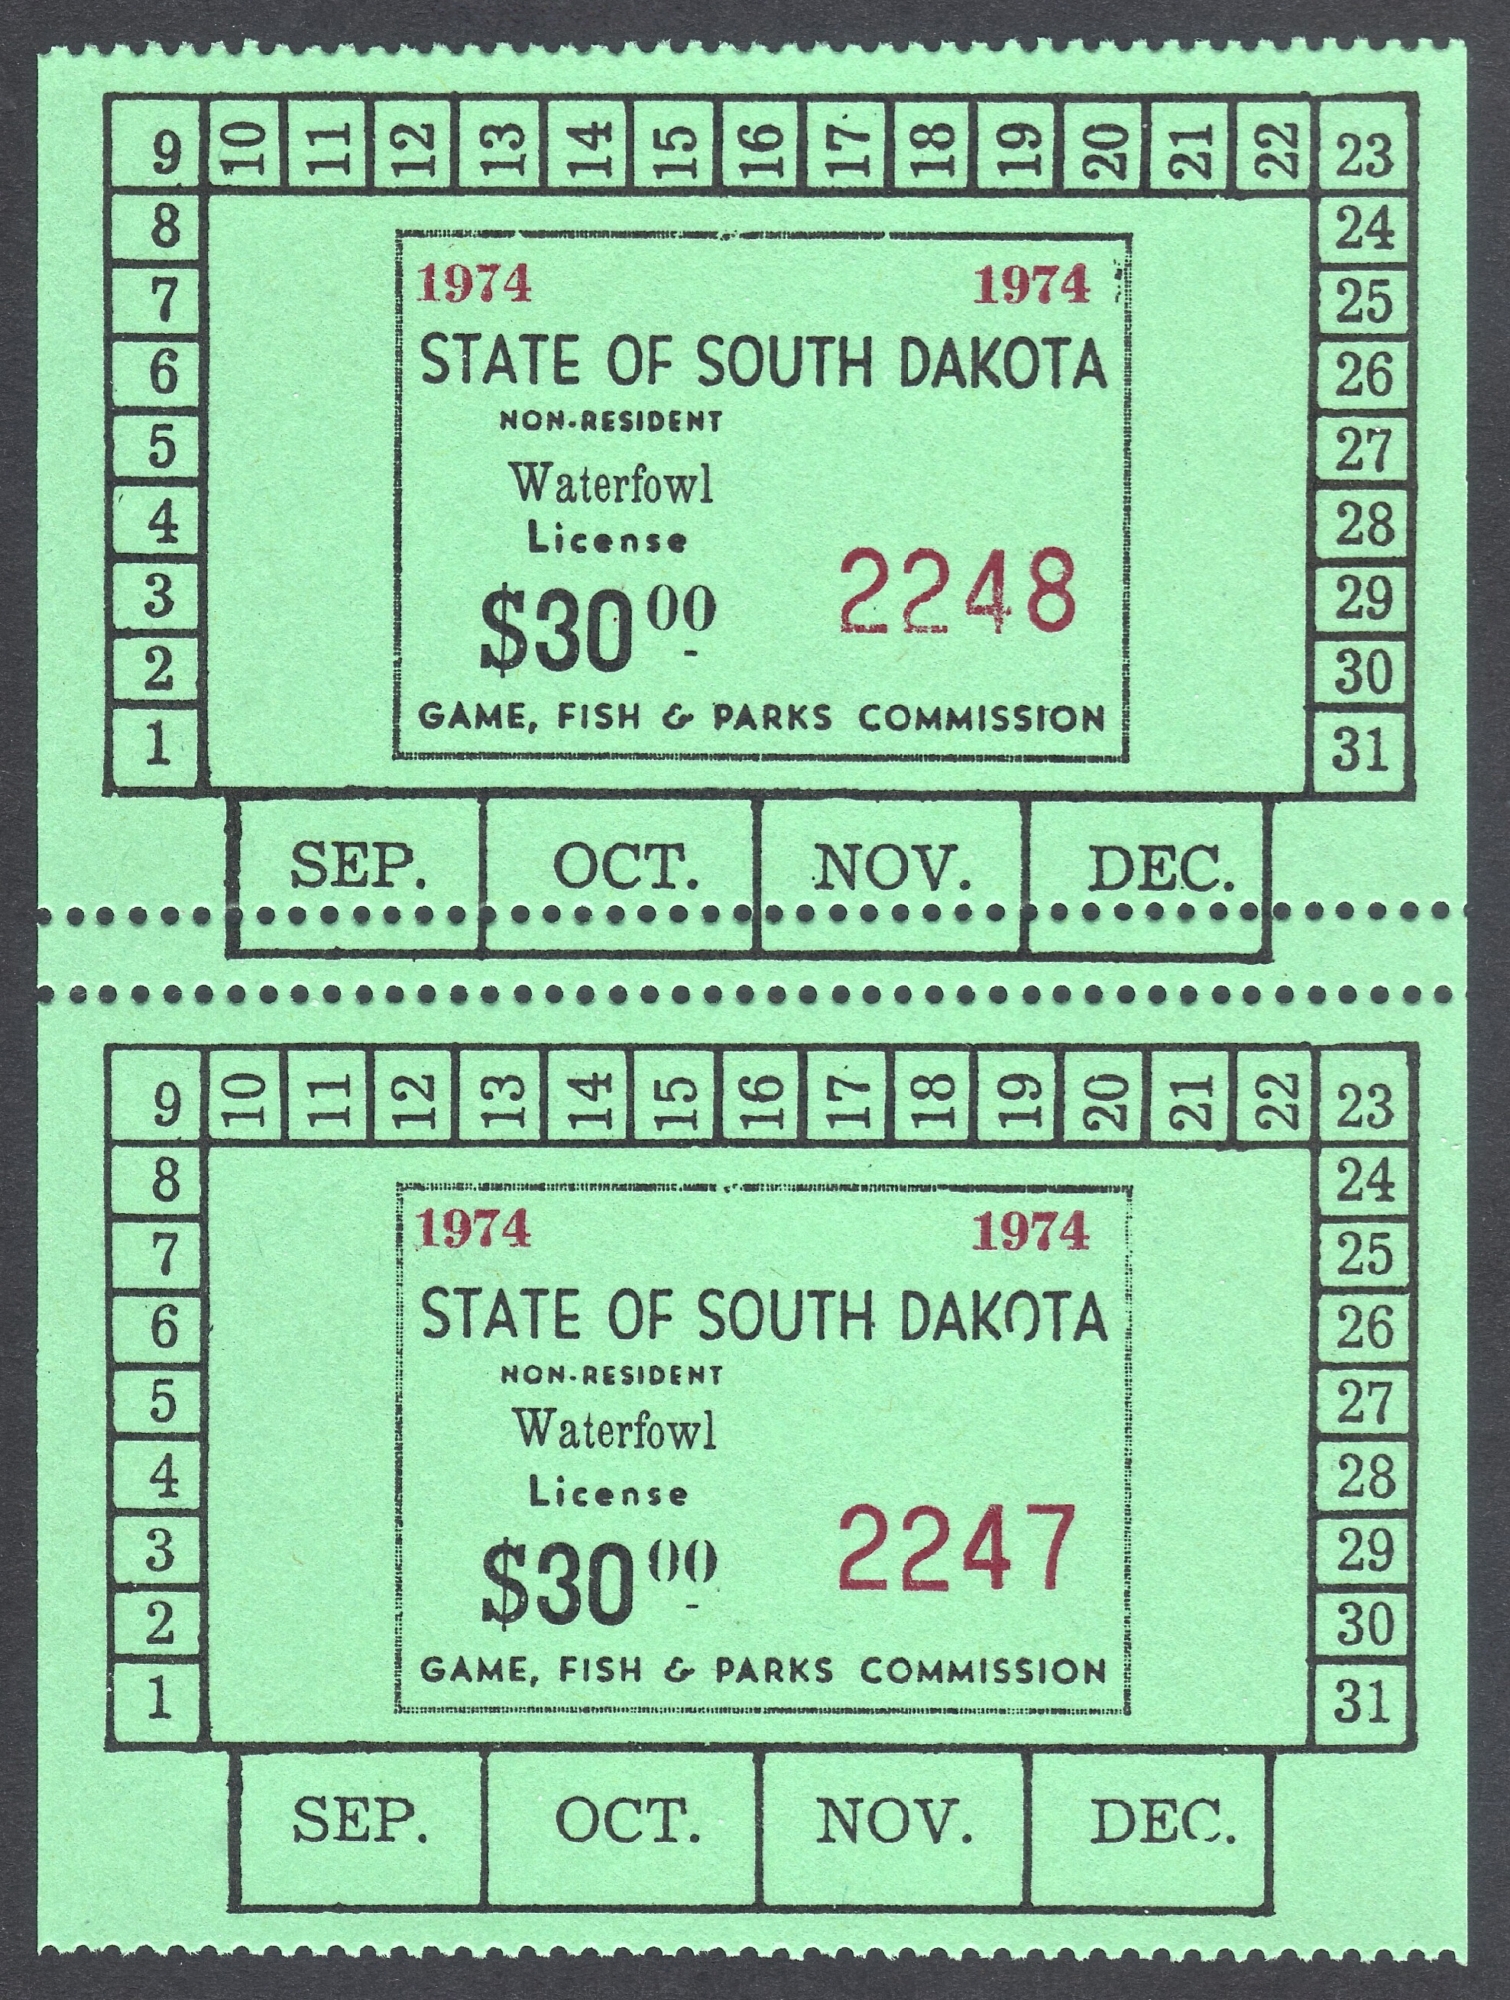 9 10 11 12 13 14 15 16 17 18 19 20 21 22 23
8 24
7 25
6 26
5 27
4 28
3 29
2 30
1 31
1974 1974
STATE OF SOUTH DAKOTA
NON-RESIDENT
Waterfowl
License
2248
$30 00
GAME, FISH & PARKS COMMISSION
SEP. OCT. NOV. DEC.
9 10 11 12 13 14 15 16 17 18 19 20 21 22 23
8 24
7 25
6 26
5 27
4 28
3 29
2 30
1 31
1974 1974
STATE OF SOUTH DAKOTA
NON-RESIDENT
Waterfowl
License
2247
$30 00
GAME, FISH & PARKS COMMISSION
SEP. OCT. NOV. DEC.